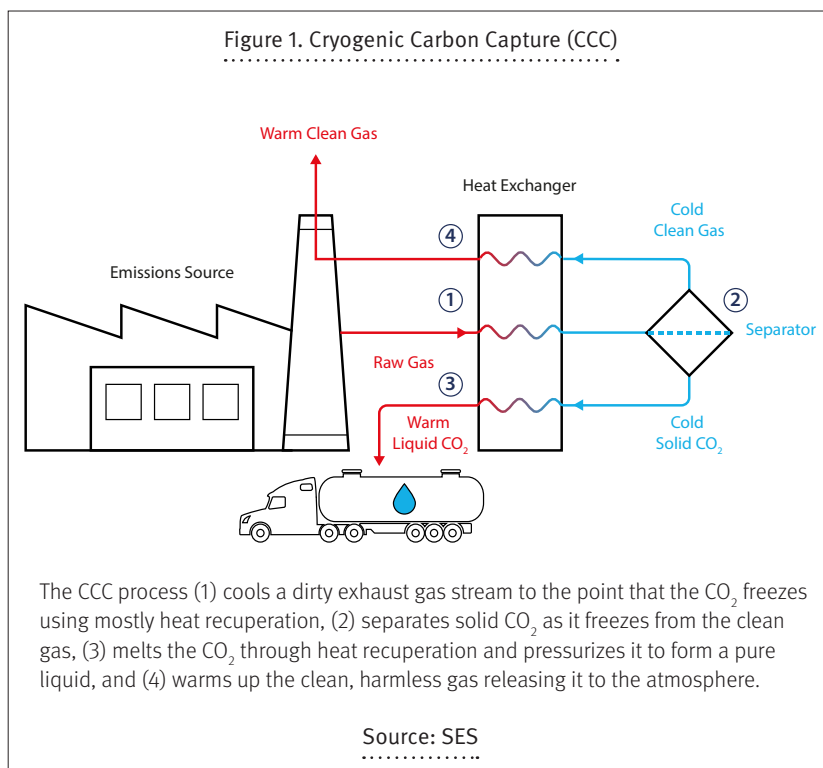 Figure 1. Cryogenic Carbon Capture (CCC)
Warm Clean Gas
Heat Exchanger
Cold
Clean Gas
Emissions Source
4
1
2
Separator
Raw Gas
3
Warm
Liquid CO₂
Cold
Solid CO₂
The CCC process (1) cools a dirty exhaust gas stream to the point that the CO₂ freezes
using mostly heat recuperation, (2) separates solid CO₂ as it freezes from the clean
gas, (3) melts the CO₂ through heat recuperation and pressurizes it to form a pure
liquid, and (4) warms up the clean, harmless gas releasing it to the atmosphere.
Source: SES